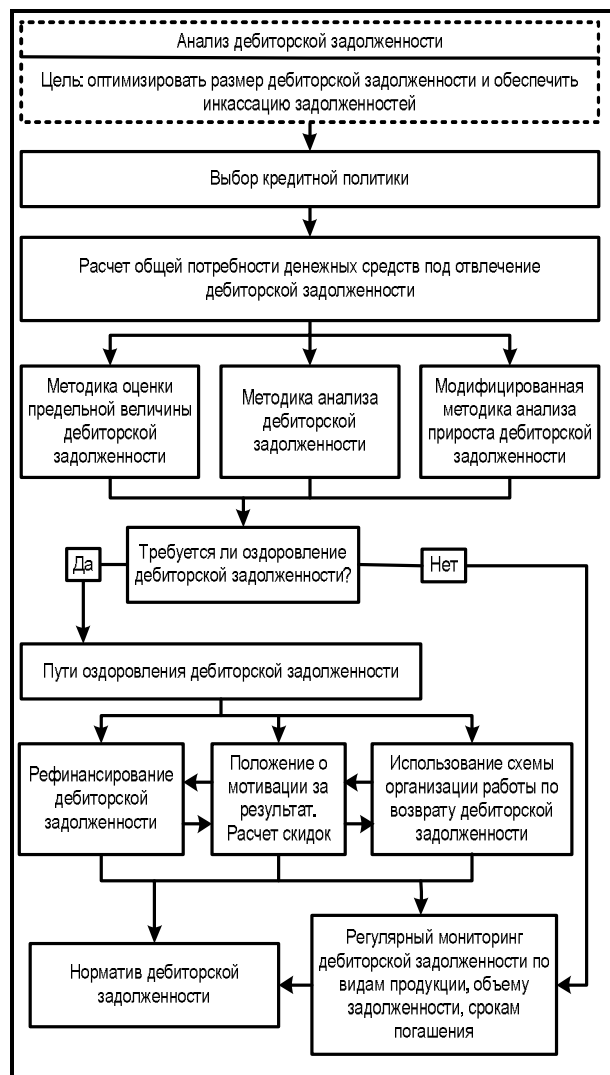 Анализ дебиторской задолженности
Цель: оптимизировать размер дебиторской задолженности и обеспечить
инкассацию задолженностей
Выбор кредитной политики
Расчет общей потребности денежных средств под отвлечение
дебиторской задолженности
Методика оценки
предельной величины
дебиторской
задолженности
Методика анализа
дебиторской
задолженности
Модифицированная
методика анализа
прироста дебиторской
задолженности
Требуется ли оздоровление
дебиторской задолженности?
Да
Нет
Пути оздоровления дебиторской задолженности
Рефинансирование
дебиторской
задолженности
Положение о
мотивации за
результат.
Расчет скидок
Использование схемы
организации работы по
возврату дебиторской
задолженности
Норматив дебиторской
задолженности
Регулярный мониторинг
дебиторской задолженности по
видам продукции, объему
задолженности, срокам
погашения